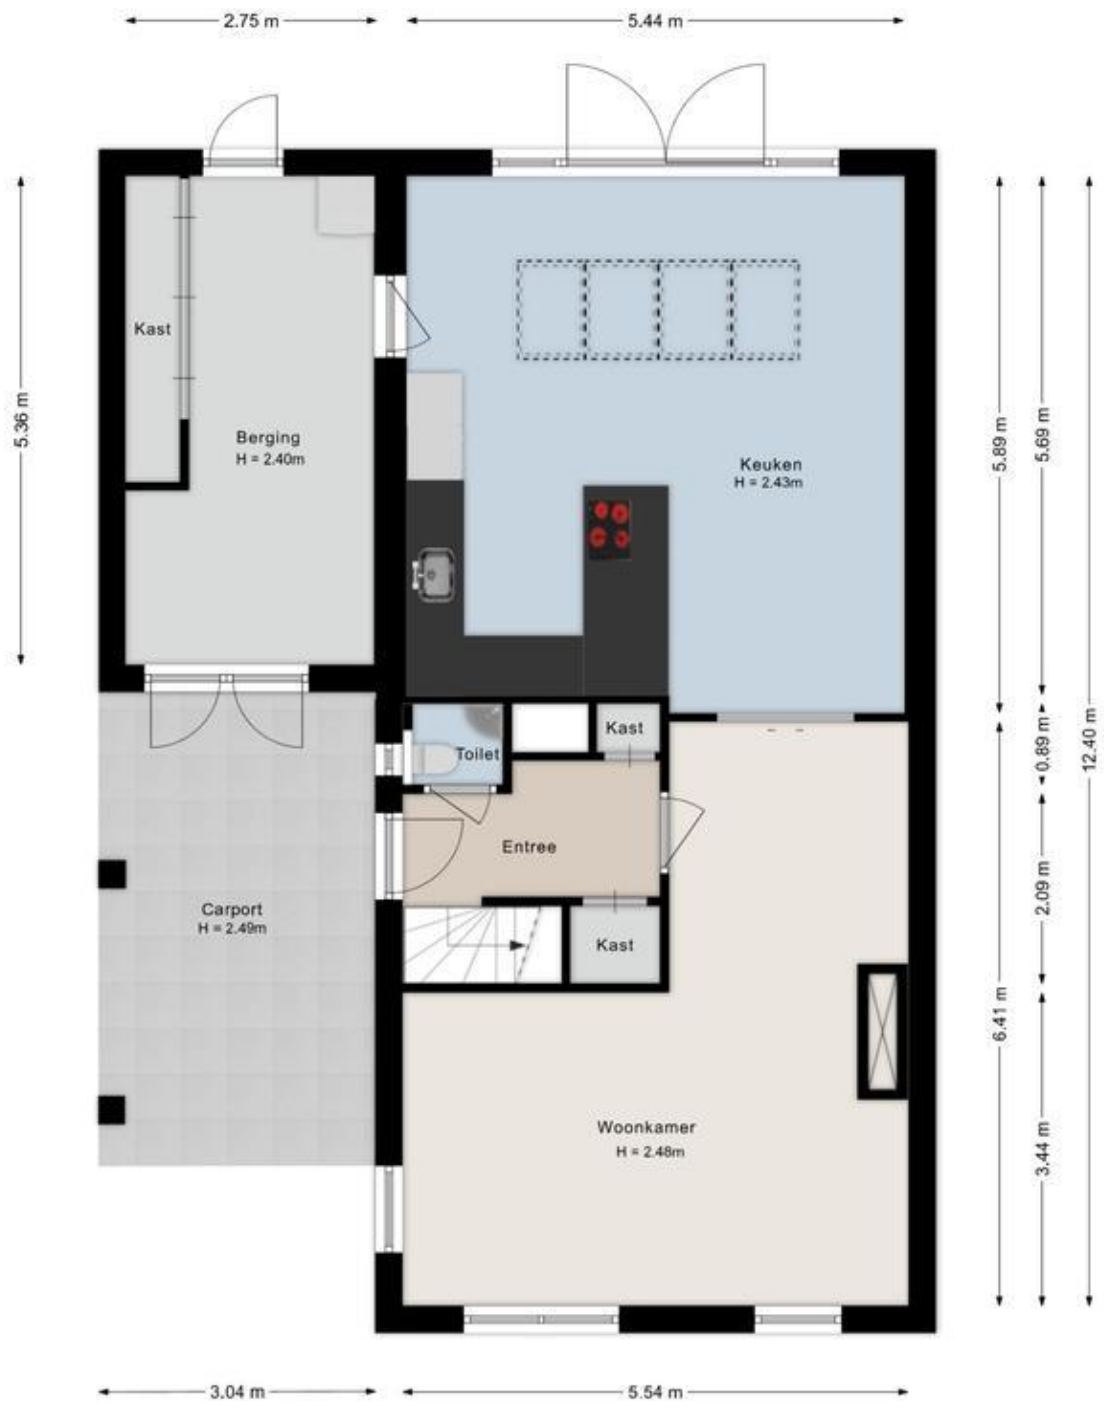 2.75 m
5.44 m
Kast
5.36 m
Berging
H = 2.40m
Keuken
H = 2.43m
5.89 m
5.69 m
Toilet
Kast
0.89 m
12.40 m
Entree
Carport
H = 2.49m
Kast
2.09 m
6.41 m
Woonkamer
H = 2.48m
3.44 m
3.04 m
5.54 m